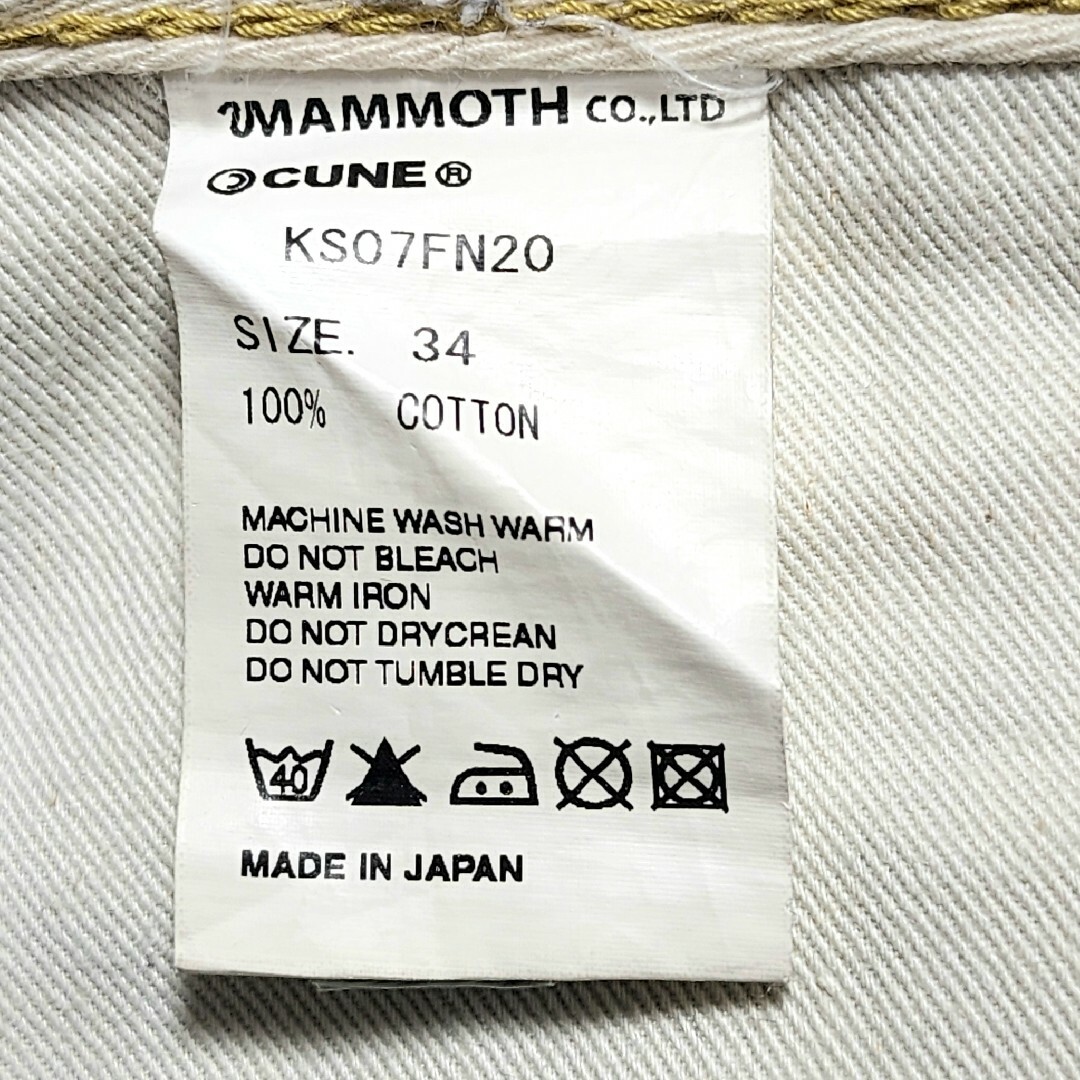 MAMMOTH CO.,LTD
CUNE®
KS07FN20
SIZE. 34
100% COTTON
MACHINE WASH WARM
DO NOT BLEACH
WARM IRON
DO NOT DRYCREAN
DO NOT TUMBLE DRY
40
MADE IN JAPAN